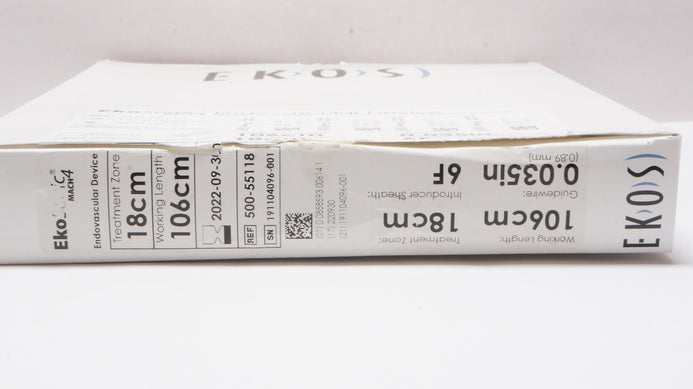 EKOS
EkoSonic®
MACH4
Endovascular Device
Treatment Zone
18cm
Working Length
106cm
2022-09-30
REF 500-55118
SN 191104096-001
(17) 220930
(21) 191104096-001
Working Length:
106cm
Treatment Zone:
18cm
Guidewire:
0.035in
(0.89 mm)
Introducer Sheath:
6F
EKOS